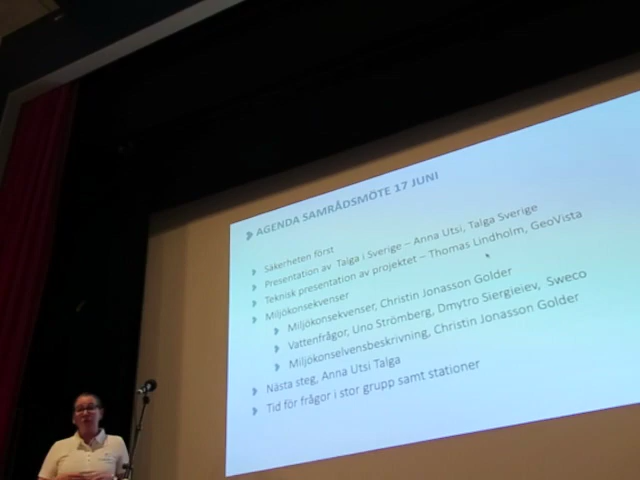 AGENDA SAMRÅDSMÖTE 17 JUNI
Säkerheten först
Presentation av Talga i Sverige – Anna Utsi, Talga Sverige
Teknisk presentation av projektet – Thomas Lindholm, GeoVista
Miljökonsekvenser
Miljökonsekvenser, Christin Jonasson Golder
Vattenfrågor, Uno Strömberg, Dmytro Siergieiev, Sweco
Miljökonselvensbeskrivning, Christin Jonasson Golder
Nästa steg, Anna Utsi Talga
Tid för frågor i stor grupp samt stationer